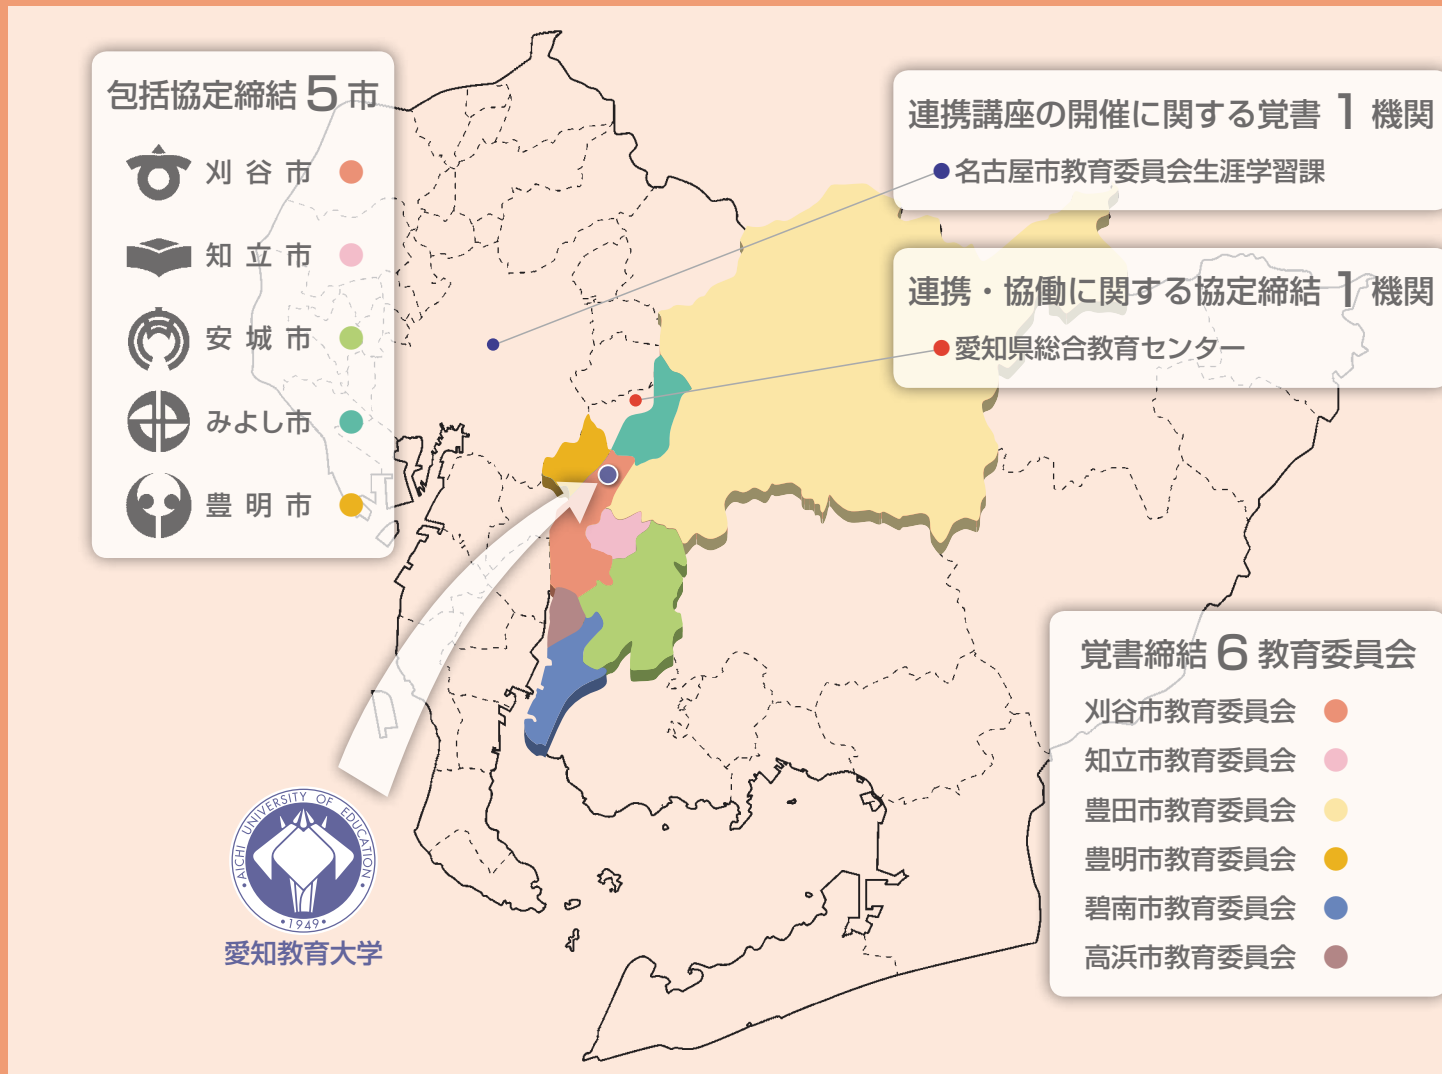 包括協定締結 5 市
刈谷市
知立市
安城市
みよし市
豊明市
連携講座の開催に関する覚書 1 機関
名古屋市教育委員会生涯学習課
連携・協働に関する協定締結 1 機関
愛知県総合教育センター
覚書締結 6 教育委員会
刈谷市教育委員会
知立市教育委員会
豊田市教育委員会
豊明市教育委員会
碧南市教育委員会
高浜市教育委員会
AICHI UNIVERSITY OF EDUCATION
1949
愛知教育大学